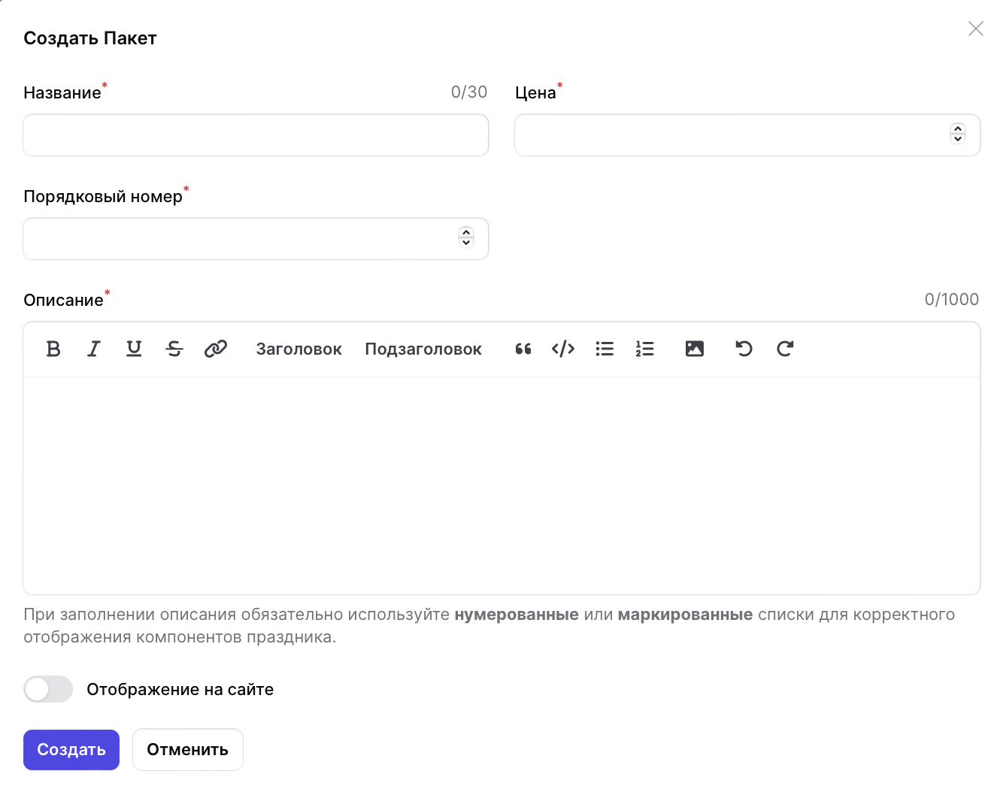 Создать Пакет
Название* 0/30 Цена*
Порядковый номер*
Описание* 0/1000
Заголовок Подзаголовок
При заполнении описания обязательно используйте нумерованные или маркированные списки для корректного
отображения компонентов праздника.
Отображение на сайте
Создать Отменить